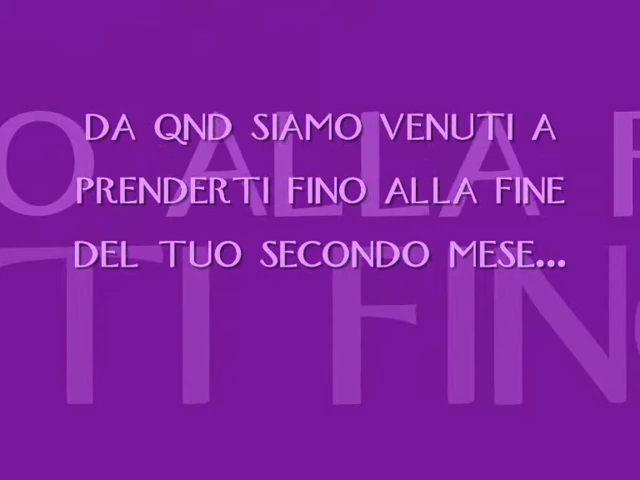 DA QND SIAMO VENUTI A
PRENDERTI FINO ALLA FINE
DEL TUO SECONDO MESE...